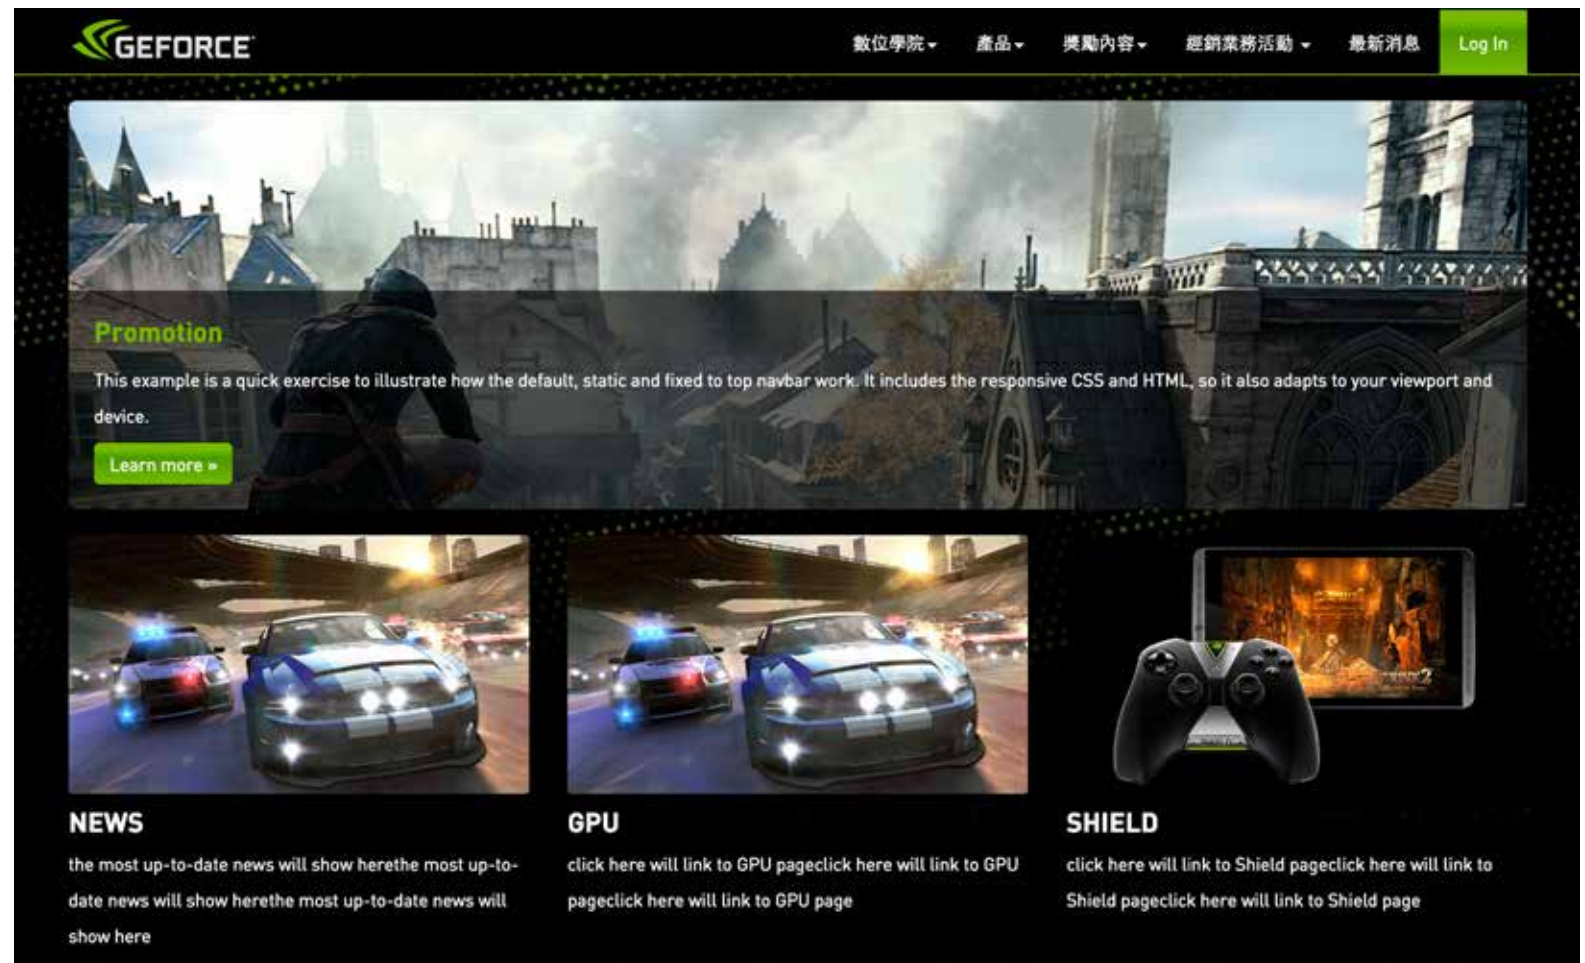 GEFORCE
數位學院
產品
獎勵內容
經銷業務活動
最新消息
Log In
Promotion
This example is a quick exercise to illustrate how the default, static and fixed to top navbar work. It includes the responsive CSS and HTML, so it also adapts to your viewport and
device.
Learn more »
NEWS
the most up-to-date news will show herethe most up-to-
date news will show herethe most up-to-date news will
show here
GPU
click here will link to GPU pageclick here will link to GPU
pageclick here will link to GPU page
SHIELD
click here will link to Shield pageclick here will link to
Shield pageclick here will link to Shield page